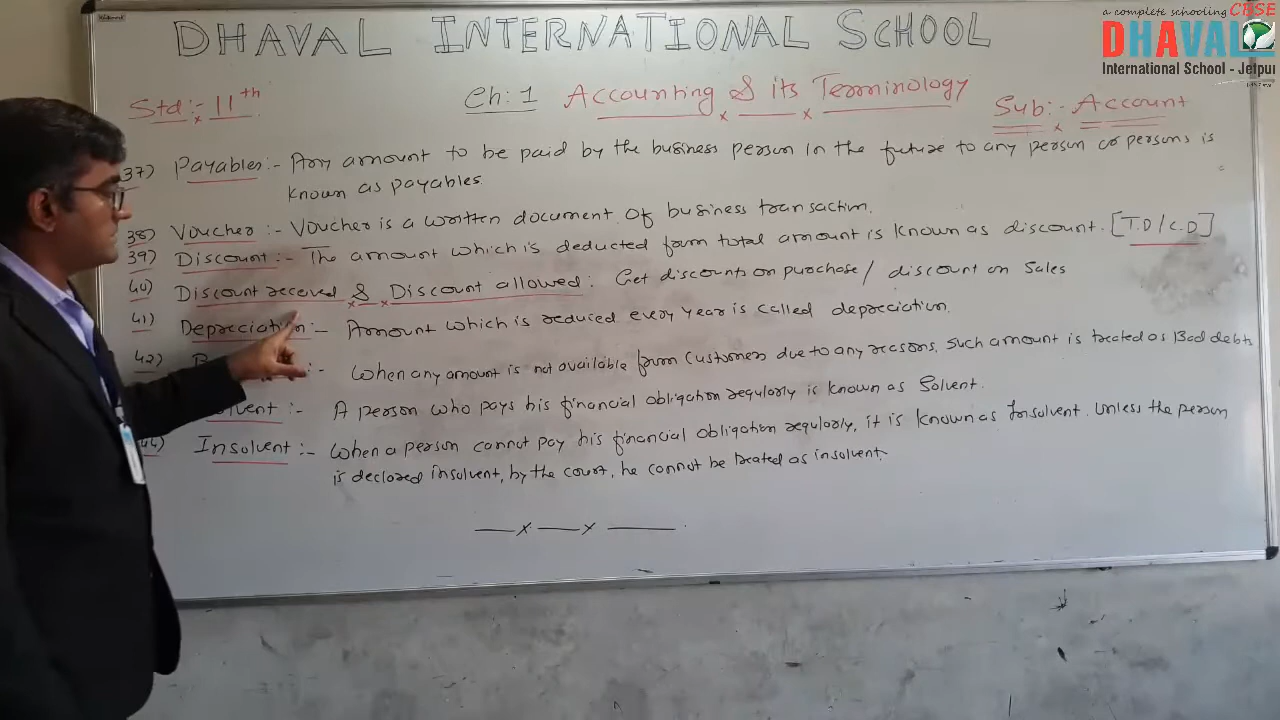 a complete schooling CBSE
DHAVAL
International School - Jetpur
DHAVAL INTERNATIONAL SCHOOL
Std:- 11th
Ch: 1 Accounting & its Terminology
Sub:- Account
37) Payables:- Any amount to be paid by the business person in the future to any person or persons is
known as payables.
38) Voucher:- Voucher is a written document of business transaction.
39) Discount:- The amount which is deducted form total amount is known as discount. [T.D/C.D]
40) Discount received & Discount allowed: Get discounts on purchase/ discount on sales
41) Depreciation:- Amount which is reduced every year is called depreciation.
42) B :- When any amount is not available form customers due to any reasons, such amount is treated as Bad debts
Solvent:- A person who pays his financial obligation regularly is known as Solvent.
44) Insolvent:- When a person cannot pay his financial obligation regularly, it is known as Insolvent. Unless the person
is declared insolvent, by the court, he cannot be treated as insolvent.